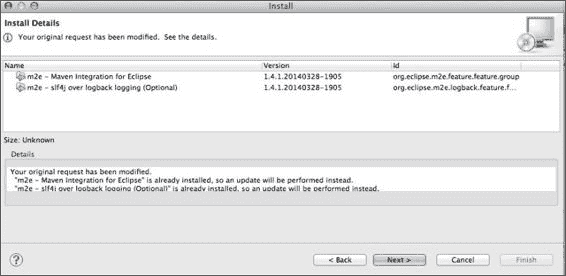 Install
Install Details
Your original request has been modified. See the details.
Name Version Id
m2e - Maven Integration for Eclipse 1.4.1.20140328-1905 org.eclipse.m2e.feature.feature.group
m2e - slf4j over logback logging (Optional) 1.4.1.20140328-1905 org.eclipse.m2e.logback.feature.f...
Size: Unknown
Details
Your original request has been modified.
"m2e - Maven Integration for Eclipse" is already installed, so an update will be performed instead.
"m2e - slf4j over logback logging (Optional)" is already installed, so an update will be performed instead.
?
< Back Next > Cancel Finish